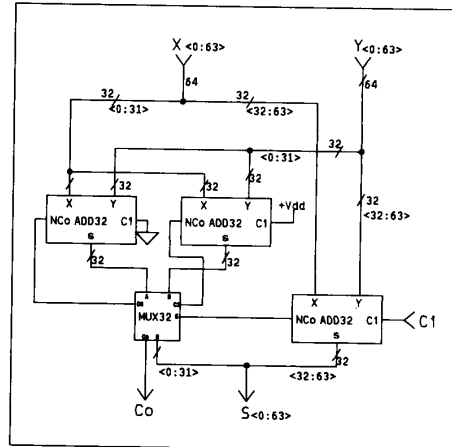 X<0:63>
Y<0:63>
64
64
32
32
<0:31>
<32:63>
32
<0:31>
32
<32:63>
32
32
32
X
Y
NCo ADD32
C1
S
X
Y
NCo ADD32
C1
S
+Vdd
32
32
A
B
MUX32
S
X
Y
NCo ADD32
C1
S
C1
32
<0:31>
32
<32:63>
Co
S<0:63>